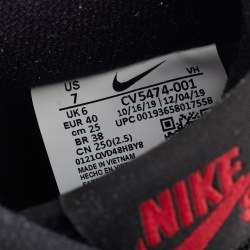 US VH
7 CV5474-001
UK 6 10/16/19 12/04/19
EUR 40 UPC 00193658017558
cm 25
BR 38
CN 250(2.5)
0121QVD48HBY8
MADE IN VIETNAM
NIKE